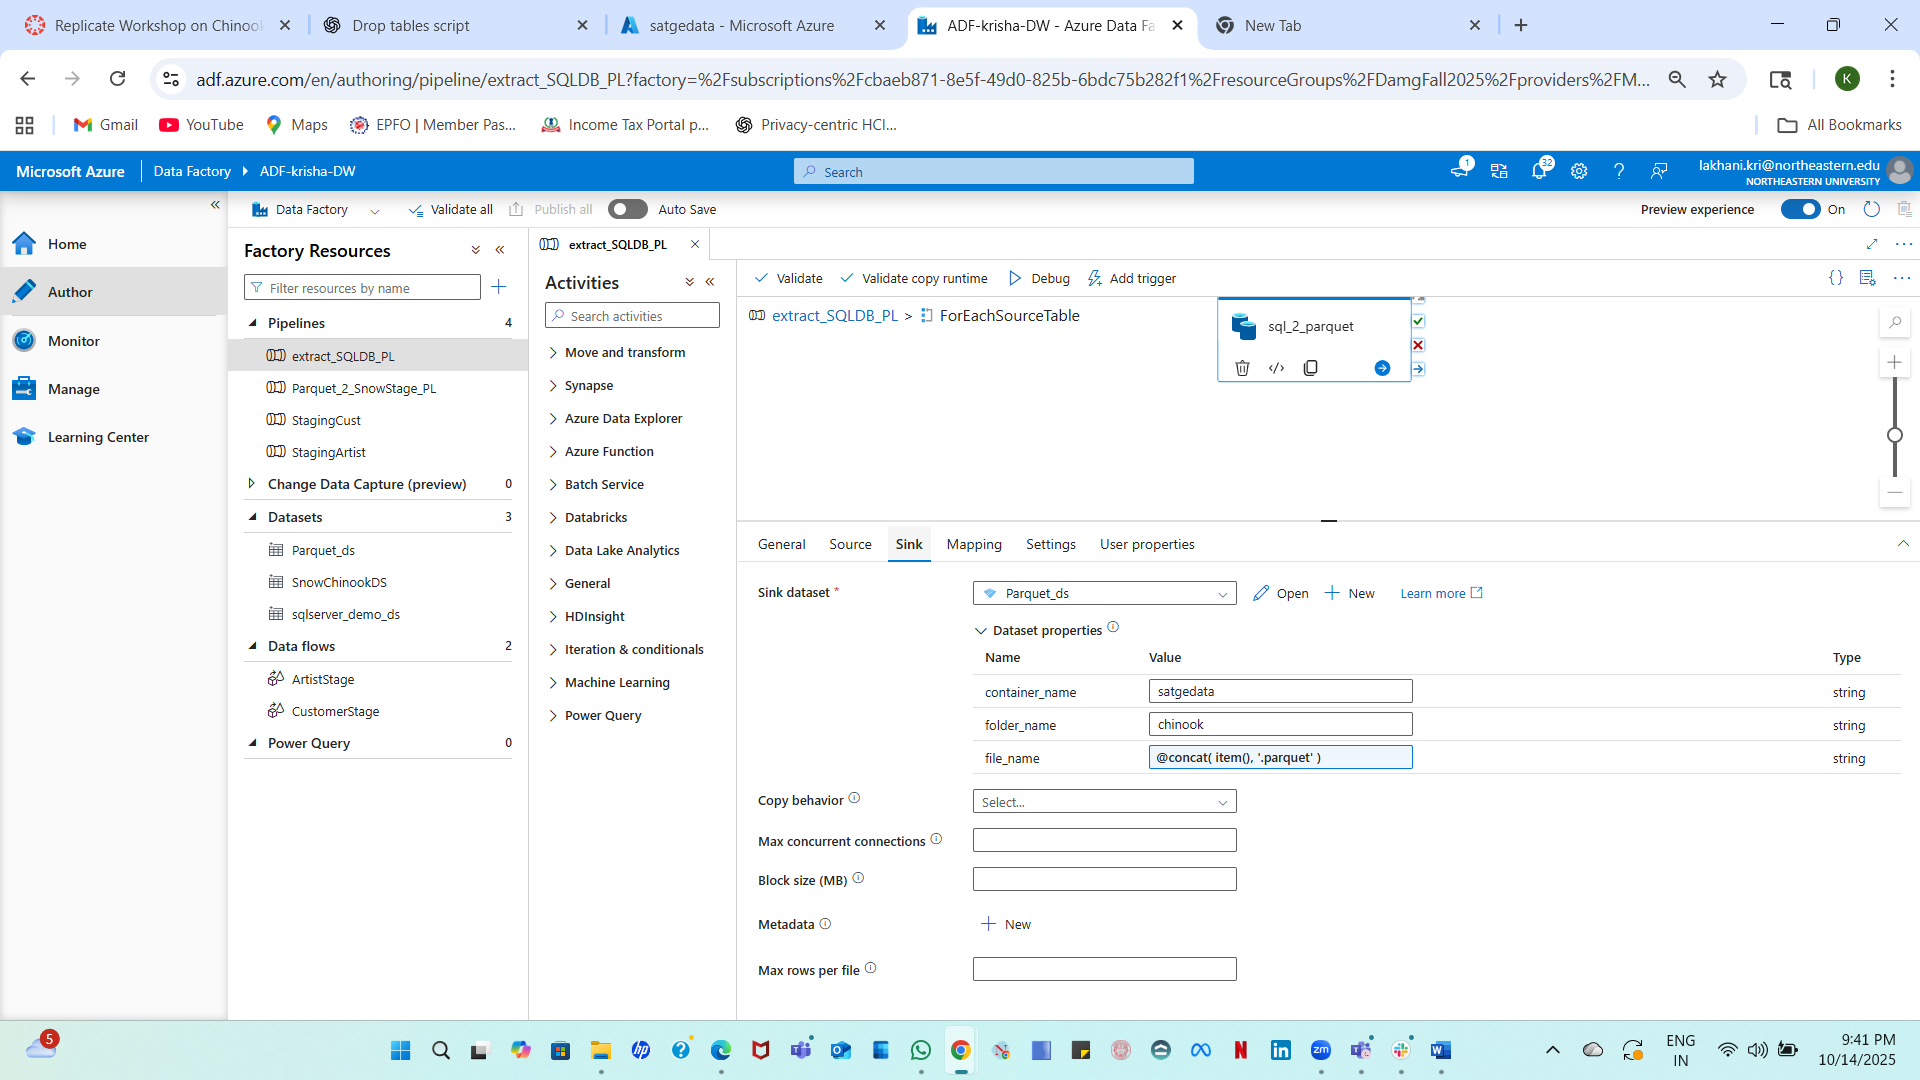 Replicate Workshop on Chinook
Drop tables script
satgedata - Microsoft Azure
ADF-krisha-DW - Azure Data Fa
New Tab
adf.azure.com/en/authoring/pipeline/extract_SQLDB_PL?factory=%2Fsubscriptions%2Fcbaeb871-8e5f-49d0-825b-6bdc75b282f1%2FresourceGroups%2FDamgFall2025%2Fproviders%2FM...
K
Gmail
YouTube
Maps
EPFO | Member Pas...
Income Tax Portal p...
Privacy-centric HCI...
All Bookmarks
Microsoft Azure
Data Factory
ADF-krisha-DW
Search
1
32
lakhani.kri@northeastern.edu
NORTHEASTERN UNIVERSITY
Data Factory
Validate all
Publish all
Auto Save
Preview experience
On
Home
Author
Monitor
Manage
Learning Center
Factory Resources
Filter resources by name
Pipelines 4
extract_SQLDB_PL
Parquet_2_SnowStage_PL
StagingCust
StagingArtist
Change Data Capture (preview) 0
Datasets 3
Parquet_ds
SnowChinookDS
sqlserver_demo_ds
Data flows 2
ArtistStage
CustomerStage
Power Query 0
extract_SQLDB_PL
Activities
Search activities
Move and transform
Synapse
Azure Data Explorer
Azure Function
Batch Service
Databricks
Data Lake Analytics
General
HDInsight
Iteration & conditionals
Machine Learning
Power Query
Validate
Validate copy runtime
Debug
Add trigger
extract_SQLDB_PL > ForEachSourceTable
sql_2_parquet
General
Source
Sink
Mapping
Settings
User properties
Sink dataset *
Parquet_ds
Open
New
Learn more
Dataset properties
Name Value Type
container_name satgedata string
folder_name chinook string
file_name @concat( item(), '.parquet' ) string
Copy behavior
Select...
Max concurrent connections
Block size (MB)
Metadata
New
Max rows per file
5
ENG
IN
9:41 PM
10/14/2025